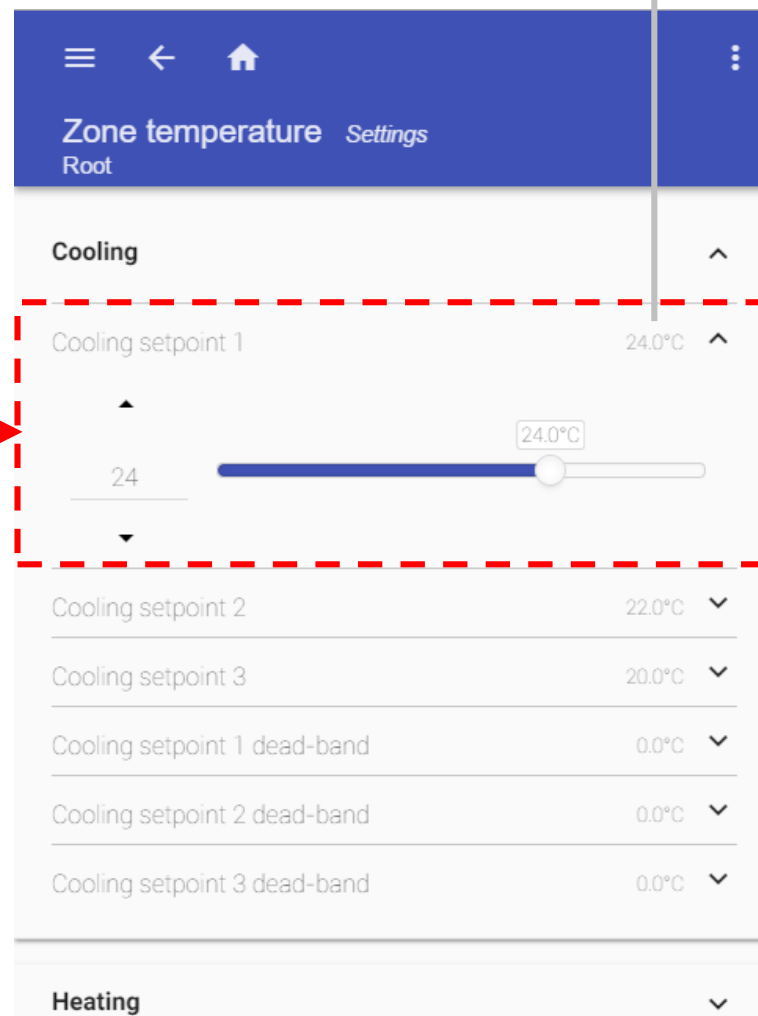 Zone temperature Settings
Root
Cooling
Cooling setpoint 1 24.0°C
24.0°C
24
Cooling setpoint 2 22.0°C
Cooling setpoint 3 20.0°C
Cooling setpoint 1 dead-band 0.0°C
Cooling setpoint 2 dead-band 0.0°C
Cooling setpoint 3 dead-band 0.0°C
Heating